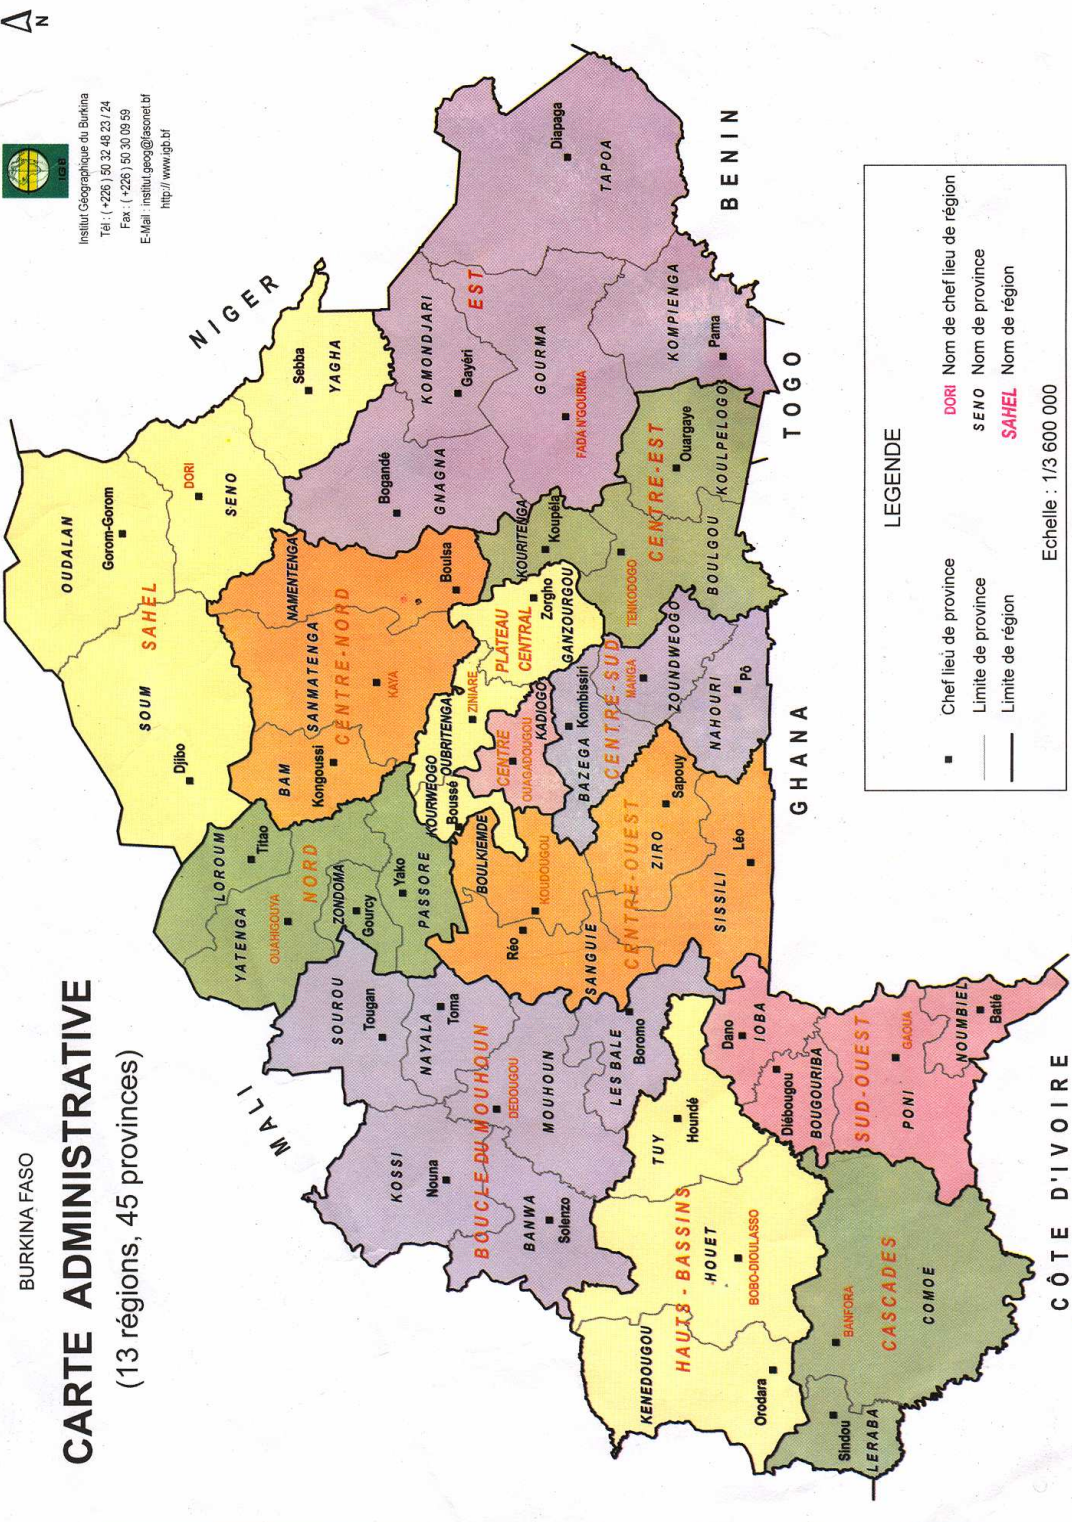 BURKINA FASO
CARTE ADMINISTRATIVE
(13 régions, 45 provinces)
N
IGB
Institut Géographique du Burkina
Tél : ( +226 ) 50 32 48 23 / 24
Fax : ( +226 ) 50 30 09 59
E-Mail : institut.geog@fasonet.bf
http:// www.igb.bf
MALI
NIGER
BENIN
TOGO
GHANA
CÔTE D'IVOIRE
SAHEL
OUDALAN
Gorom-Gorom
SOUM
Djibo
DORI
SENO
Sebba
YAGHA
NORD
LOROUM
Titao
YATENGA
OUAHIGOUYA
ZONDOMA
Gourcy
Yako
PASSORE
CENTRE-NORD
BAM
Kongoussi
SANMATENGA
KAYA
NAMENTENGA
Boulsa
EST
KOMONDJARI
Gayéri
Bogandé
GNAGNA
GOURMA
FADA N'GOURMA
Diapaga
TAPOA
KOMPIENGA
Pama
BOUCLE DU MOUHOUN
SOUROU
Tougan
NAYALA
Toma
KOSSI
Nouna
DEDOUGOU
MOUHOUN
BANWA
Solenzo
LES BALE
Boromo
PLATEAU
CENTRAL
KOURWEOGO
Boussé
OUBRITENGA
ZINIARE
Zorgho
GANZOURGOU
CENTRE
OUAGADOUGOU
KADIOGO
CENTRE-EST
KOURITENGA
Koupéla
TENKODOGO
BOULGOU
Ouargaye
KOULPELOGO
CENTRE-SUD
Kombissiri
BAZEGA
MANGA
ZOUNDWEOGO
NAHOURI
Pô
CENTRE-OUEST
BOULKIEMDE
KOUDOUGOU
Réo
SANGUIE
ZIRO
Sapouy
SISSILI
Léo
HAUTS - BASSINS
TUY
Houndé
HOUET
BOBO-DIOULASSO
KENEDOUGOU
Orodara
CASCADES
BANFORA
COMOE
Sindou
LERABA
SUD-OUEST
Dano
IOBA
Diébougou
BOUGOURIBA
GAOUA
PONI
NOUMBIEL
Batié
LEGENDE
Chef lieu de province
Limite de province
Limite de région
DORI Nom de chef lieu de région
SENO Nom de province
SAHEL Nom de région
Echelle : 1/3 600 000